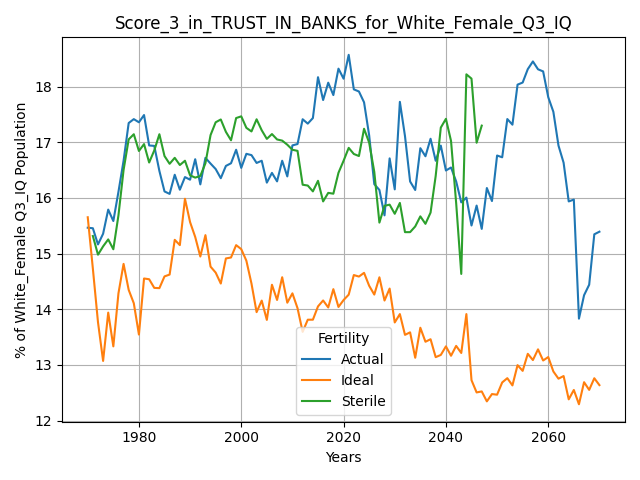 Score_3_in_TRUST_IN_BANKS_for_White_Female_Q3_IQ
% of White_Female Q3_IQ Population
18
17
16
15
14
13
12
1980
2000
2020
2040
2060
Years
Fertility
Actual
Ideal
Sterile